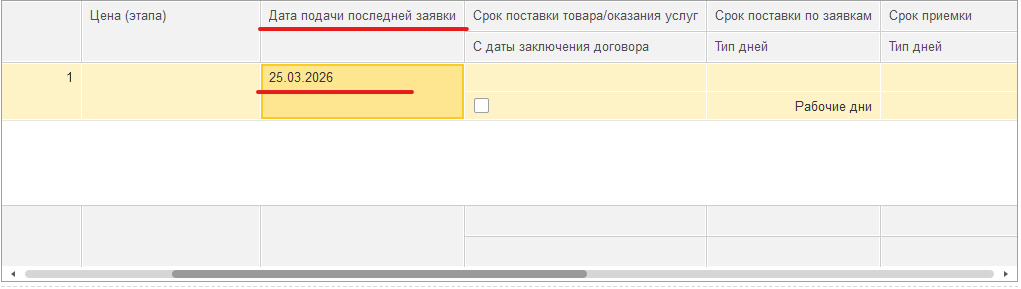 Цена (этапа) Дата подачи последней заявки Срок поставки товара/оказания услуг Срок поставки по заявкам Срок приемки
С даты заключения договора Тип дней Тип дней
1 25.03.2026
Рабочие дни